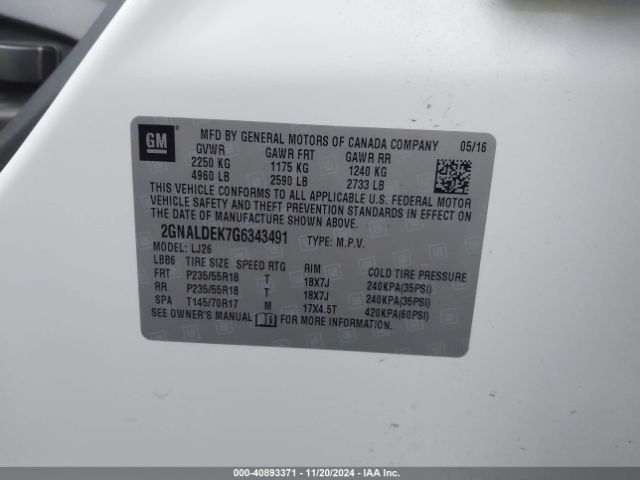 GM ® MFD BY GENERAL MOTORS OF CANADA COMPANY 05/16
GVWR GAWR FRT GAWR RR
2250 KG 1175 KG 1240 KG
4960 LB 2590 LB 2733 LB
THIS VEHICLE CONFORMS TO ALL APPLICABLE U.S. FEDERAL MOTOR
VEHICLE SAFETY AND THEFT PREVENTION STANDARDS IN EFFECT ON
THE DATE OF MANUFACTURE SHOWN ABOVE.
2GNALDEK7G6343491 TYPE: M.P.V.
MODEL: LJ26
LBB6 TIRE SIZE SPEED RTG RIM COLD TIRE PRESSURE
FRT P235/55R18 T 18X7J 240KPA(35PSI)
RR P235/55R18 T 18X7J 240KPA(35PSI)
SPA T145/70R17 M 17X4.5T 420KPA(60PSI)
SEE OWNER'S MANUAL FOR MORE INFORMATION.
000-40893371 - 11/20/2024 - IAA Inc.